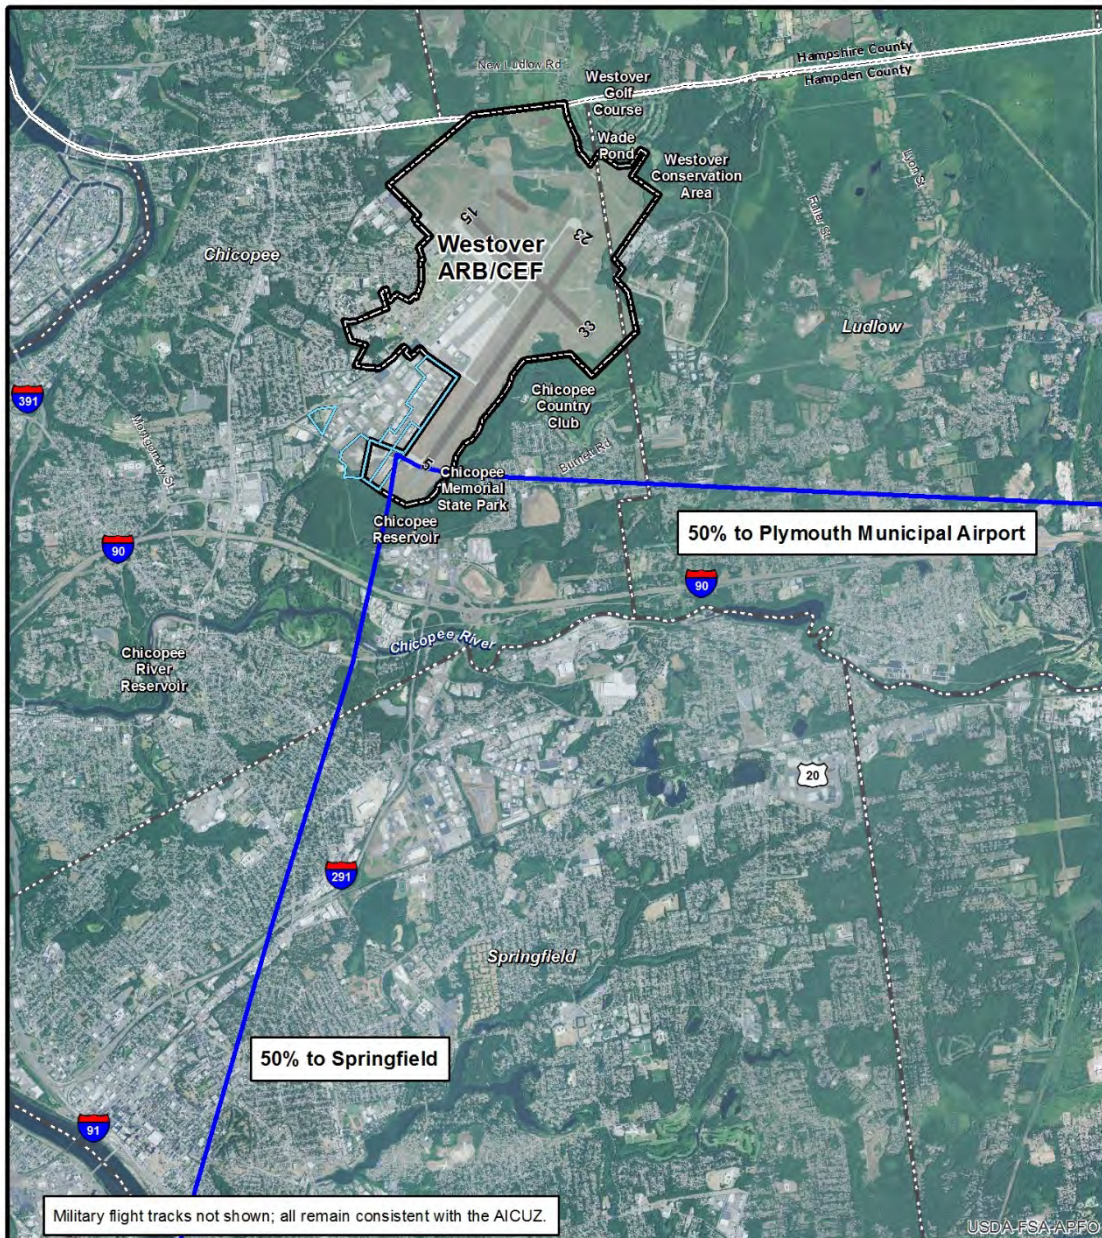 New Ludlow Rd
Hampshire County
Hampden County
Westover
Golf
Course
Wade
Pond
Westover
Conservation
Area
Lyon St
Fuller St
15
23
Chicopee
Westover
ARB/CEF
33
Ludlow
391
Chicopee
Country
Club
Montgomery St
Burnett Rd
5
Chicopee
Memorial
State Park
Chicopee
Reservoir
50% to Plymouth Municipal Airport
90
90
Chicopee River
Chicopee
River
Reservoir
20
291
Springfield
50% to Springfield
91
Military flight tracks not shown; all remain consistent with the AICUZ.
USDA-FSA-APFO